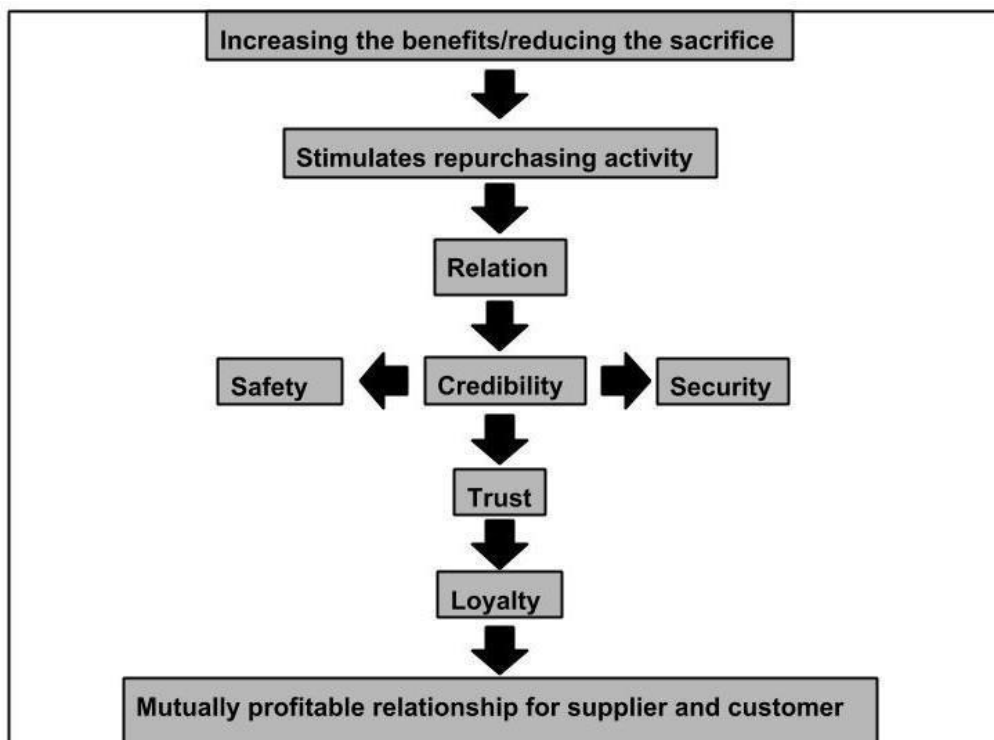 Increasing the benefits/reducing the sacrifice
Stimulates repurchasing activity
Relation
Safety
Credibility
Security
Trust
Loyalty
Mutually profitable relationship for supplier and customer